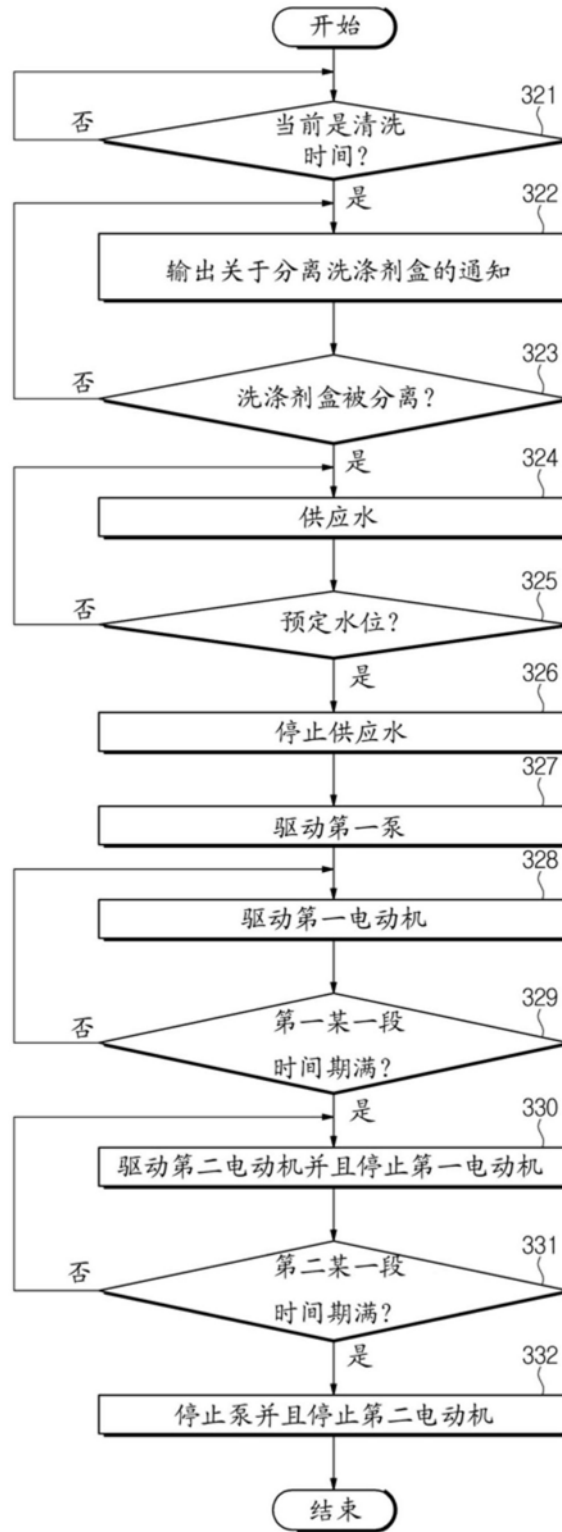 开始
321
否
当前是清洗
时间?
是
322
输出关于分离洗涤剂盒的通知
323
否
洗涤剂盒被分离?
是
324
供应水
325
否
预定水位?
是
326
停止供应水
327
驱动第一泵
328
驱动第一电动机
329
否
第一某一段
时间期满?
是
330
驱动第二电动机并且停止第一电动机
331
否
第二某一段
时间期满?
是
332
停止泵并且停止第二电动机
结束